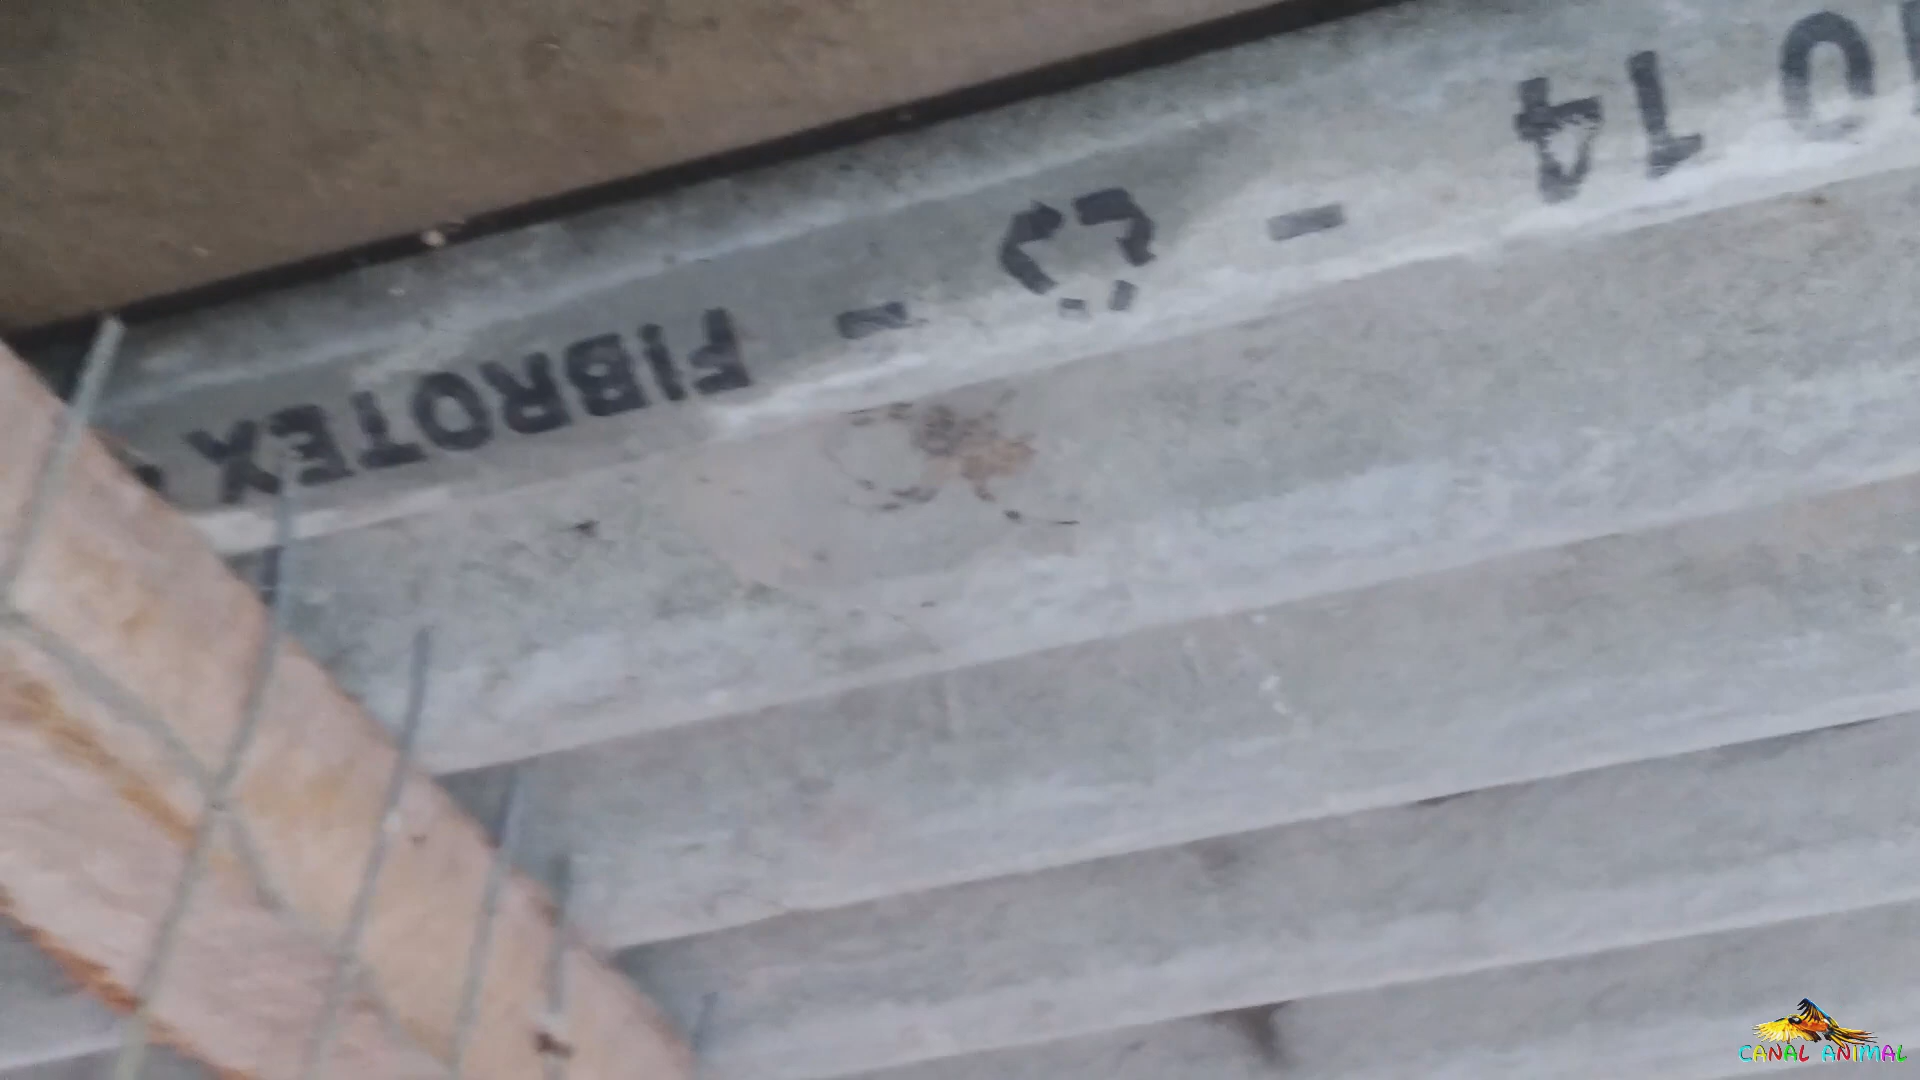 14 - ♻ - FIBROTEX
CANAL ANIMAL